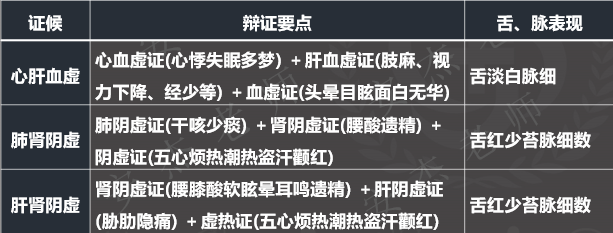 证候 辩证要点 舌、脉表现
心肝血虚 心血虚证(心悸失眠多梦)+肝血虚证(肢麻、视 舌淡白脉细
力下降、经少等)+血虚证(头晕目眩面白无华)
肺肾阴虚 肺阴虚证(干咳少痰)+肾阴虚证(腰酸遗精)+ 舌红少苔脉细数
阴虚证(五心烦热潮热盗汗颧红)
肝肾阴虚 肾阴虚证(腰膝酸软眩晕耳鸣遗精)+肝阴虚证 舌红少苔脉细数
(胁肋隐痛)+虚热证(五心烦热潮热盗汗颧红)